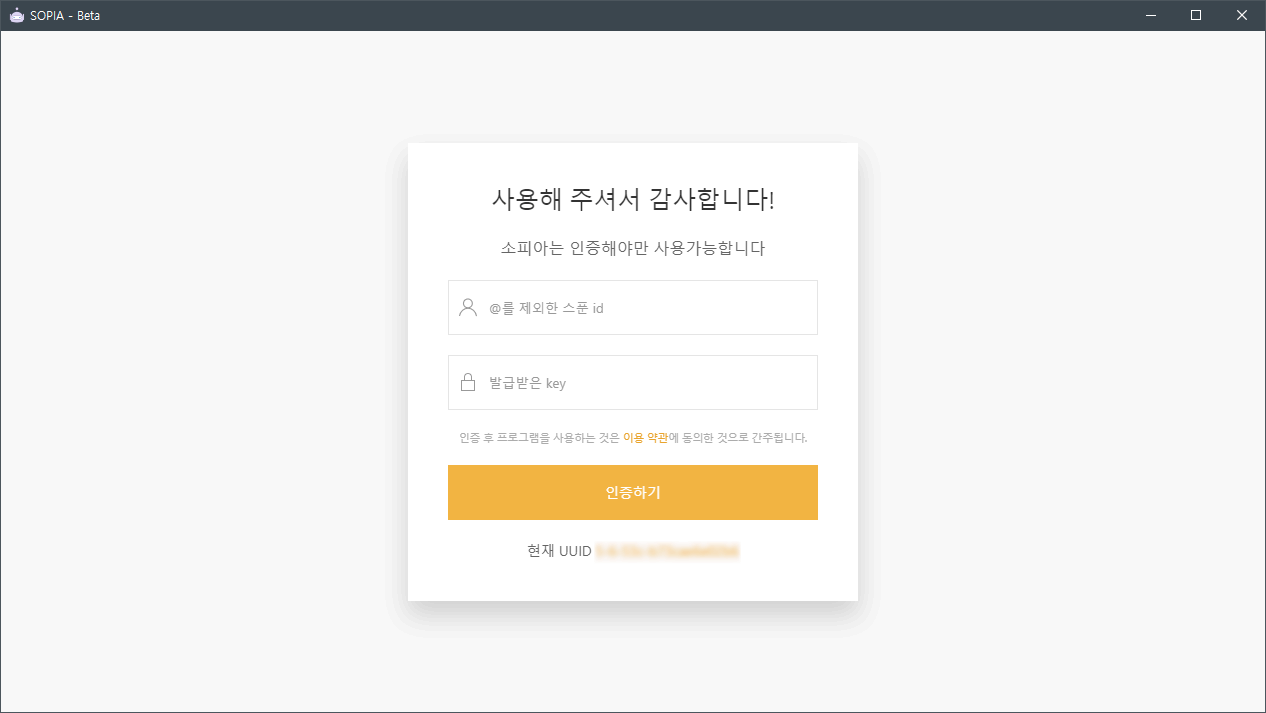 SOPIA - Beta
사용해 주셔서 감사합니다!
소피아는 인증해야만 사용가능합니다
@를 제외한 스푼 id
발급받은 key
인증 후 프로그램을 사용하는 것은 이용 약관에 동의한 것으로 간주됩니다.
인증하기
현재 UUID